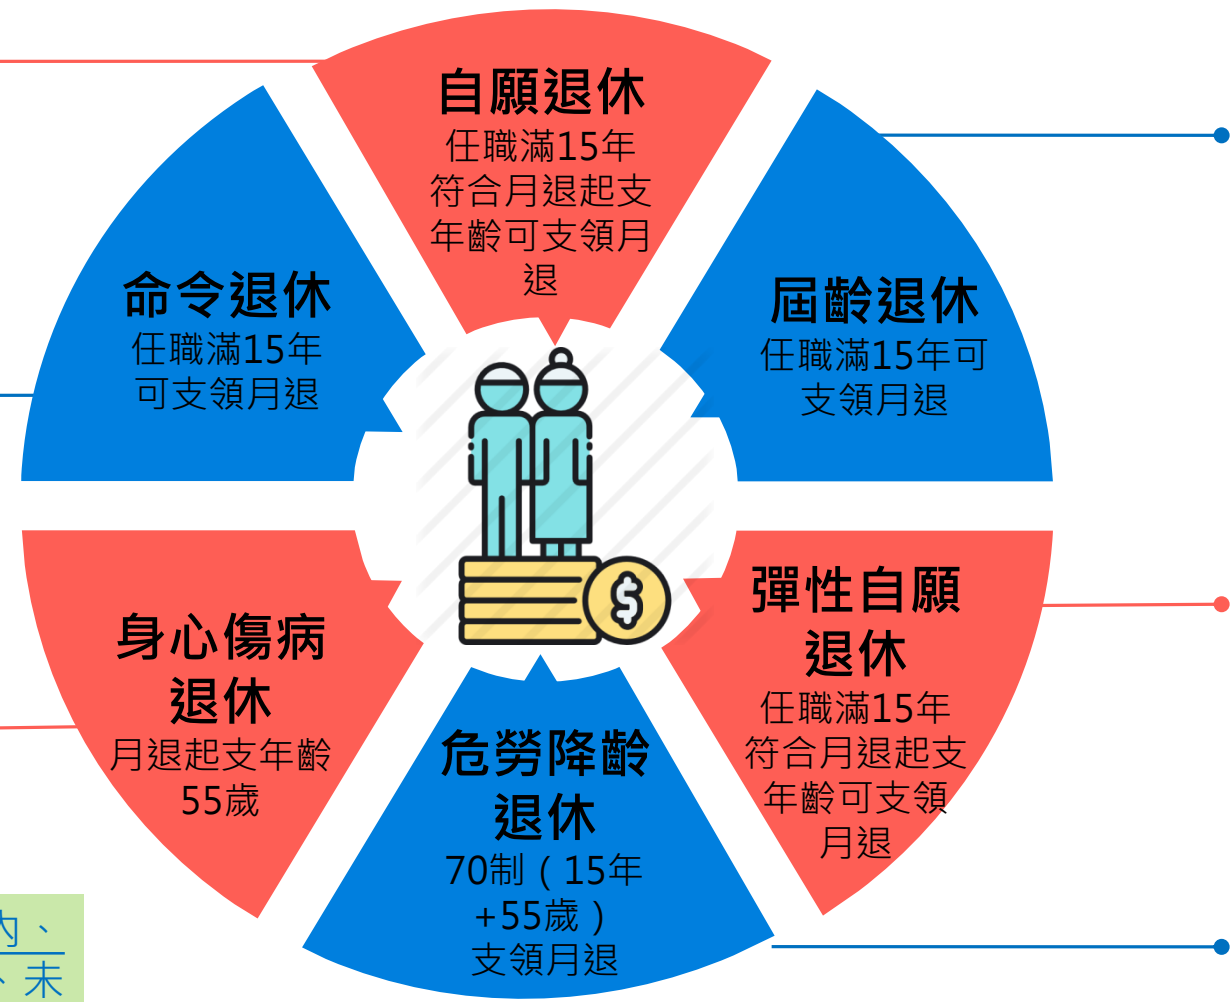 自願退休
任職滿15年
符合月退起支
年齡可支領月
退
屆齡退休
任職滿15年可
支領月退
彈性自願
退休
任職滿15年
符合月退起支
年齡可支領
月退
危勞降齡
退休
70制（15年
+55歲）
支領月退
身心傷病
退休
月退起支年齡
55歲
命令退休
任職滿15年
可支領月退
內、
、未